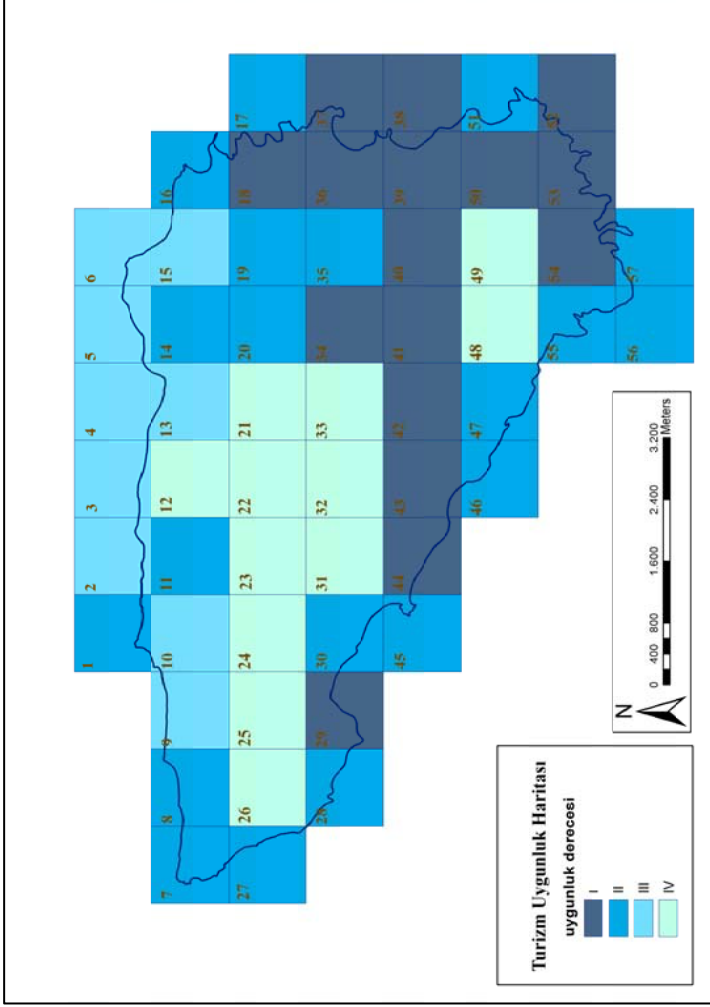 1 2 3 4 5 6
7 8 9 10 11 12 13 14 15 16
27 26 25 24 23 22 21 20 19 18 17
28 29 30 31 32 33 34 35 36 37
45 44 43 42 41 40 39 38
46 47 48 49 50 51
55 54 53 52
56 57
Turizm Uygunluk Haritası
uygunluk derecesi
I
II
III
IV
N
0 400 800 1.600 2.400 3.200
Meters